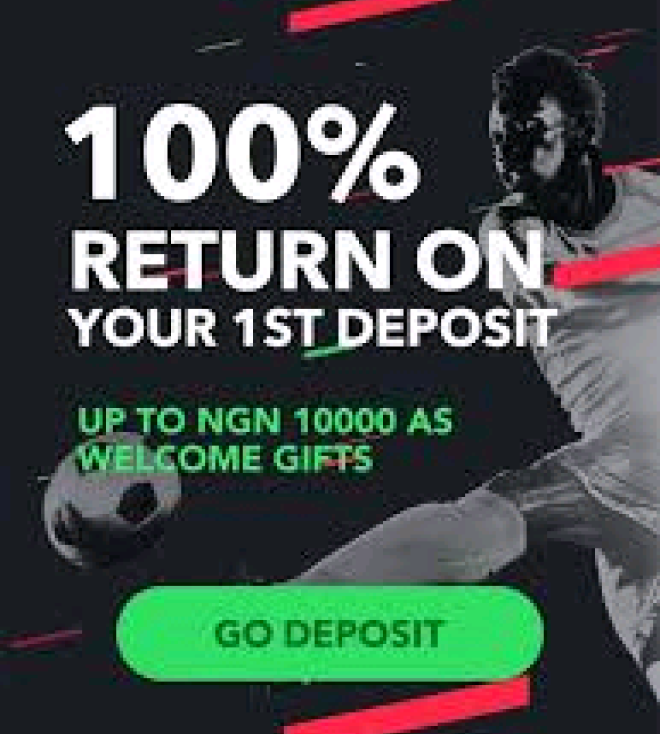 100%
RETURN ON
YOUR 1ST DEPOSIT
UP TO NGN 10000 AS
WELCOME GIFTS
GO DEPOSIT